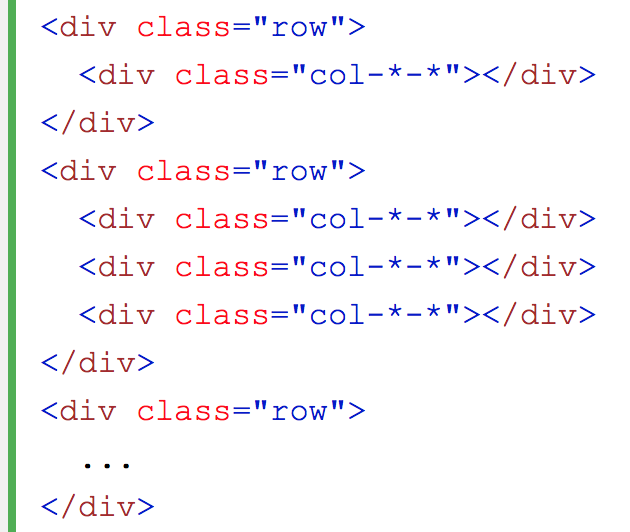 <div class="row">
  <div class="col-*-*"></div>
</div>
<div class="row">
  <div class="col-*-*"></div>
  <div class="col-*-*"></div>
  <div class="col-*-*"></div>
</div>
<div class="row">
  ...
</div>